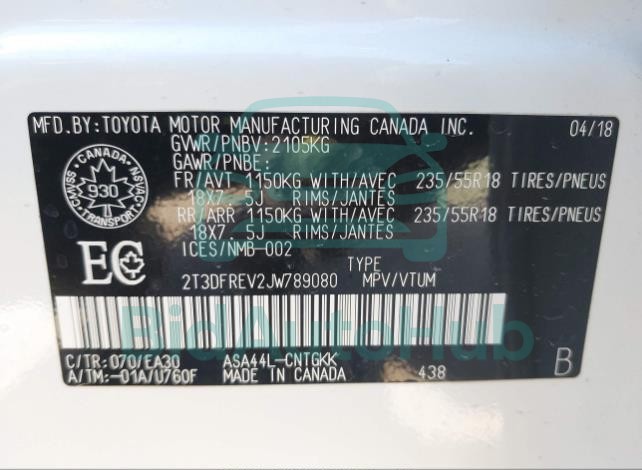 MFD.BY:TOYOTA MOTOR MANUFACTURING CANADA INC. 04/18
GVWR/PNBV:2105KG
GAWR/PNBE:
FR/AVT 1150KG WITH/AVEC 235/55R18 TIRES/PNEUS
18X7.5J RIMS/JANTES
RR/ARR 1150KG WITH/AVEC 235/55R18 TIRES/PNEUS
18X7.5J RIMS/JANTES
ICES/NMB-002
CANADA
CMVSS
930
NSVAC
TRANSPORT
EC
TYPE
2T3DFREV2JW789080 MPV/VTUM
BidAutoHub
C/TR:070/EA30 ASA44L-CNTGKK B
A/TM:-01A/U760F MADE IN CANADA 438